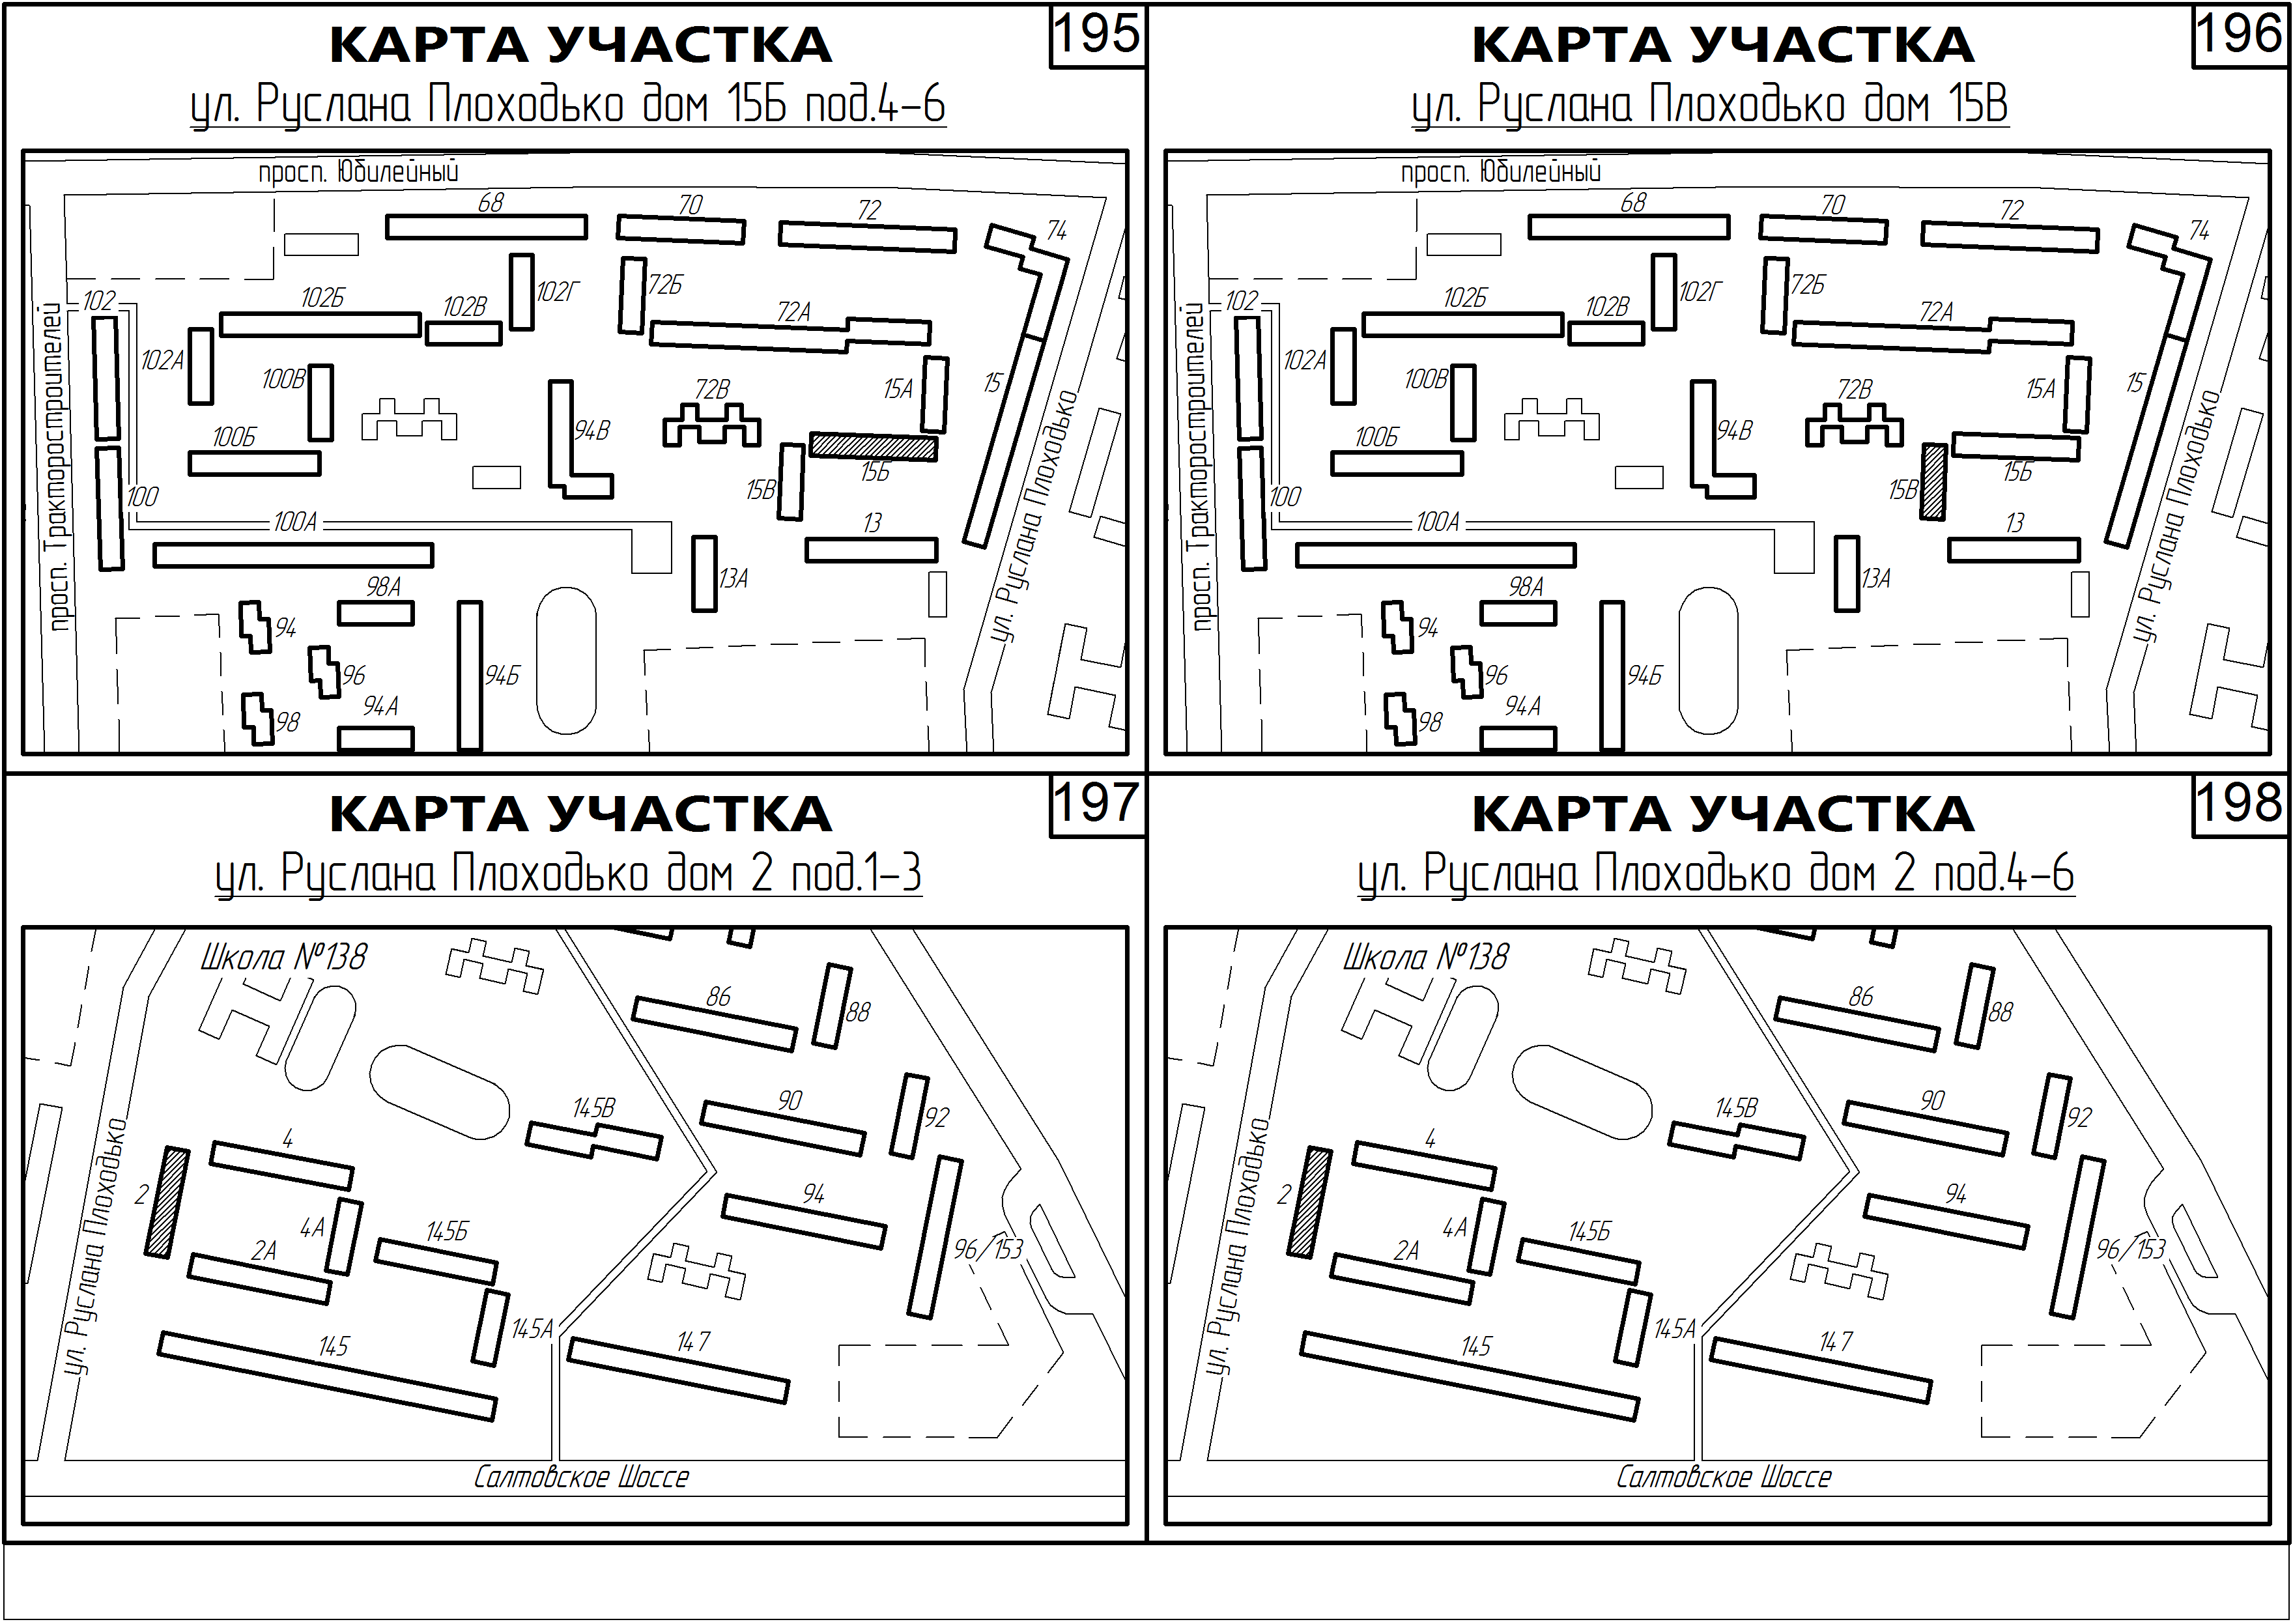 КАРТА УЧАСТКА
195
ул. Руслана Плоходько дом 15Б под.4-6
просп. Юбилейный
68
70
72
74
102
102Б
102В
102Г
72Б
72А
102А
100В
72В
15А
15
просп. Тракторостроителей
100Б
94В
15В
15Б
ул. Руслана Плоходько
100
100А
13
98А
13А
94
96
94Б
98
94А
КАРТА УЧАСТКА
196
ул. Руслана Плоходько дом 15В
просп. Юбилейный
68
70
72
74
102
102Б
102В
102Г
72Б
72А
102А
100В
72В
15А
15
просп. Тракторостроителей
100Б
94В
15В
15Б
ул. Руслана Плоходько
100
100А
13
98А
13А
94
96
94Б
98
94А
КАРТА УЧАСТКА
197
ул. Руслана Плоходько дом 2 под.1-3
Школа №138
86
88
90
92
145В
4
2
94
4А
145Б
2А
96/153
ул. Руслана Плоходько
145А
145
147
Салтовское Шоссе
КАРТА УЧАСТКА
198
ул. Руслана Плоходько дом 2 под.4-6
Школа №138
86
88
90
92
145В
4
2
94
4А
145Б
2А
96/153
ул. Руслана Плоходько
145А
145
147
Салтовское Шоссе